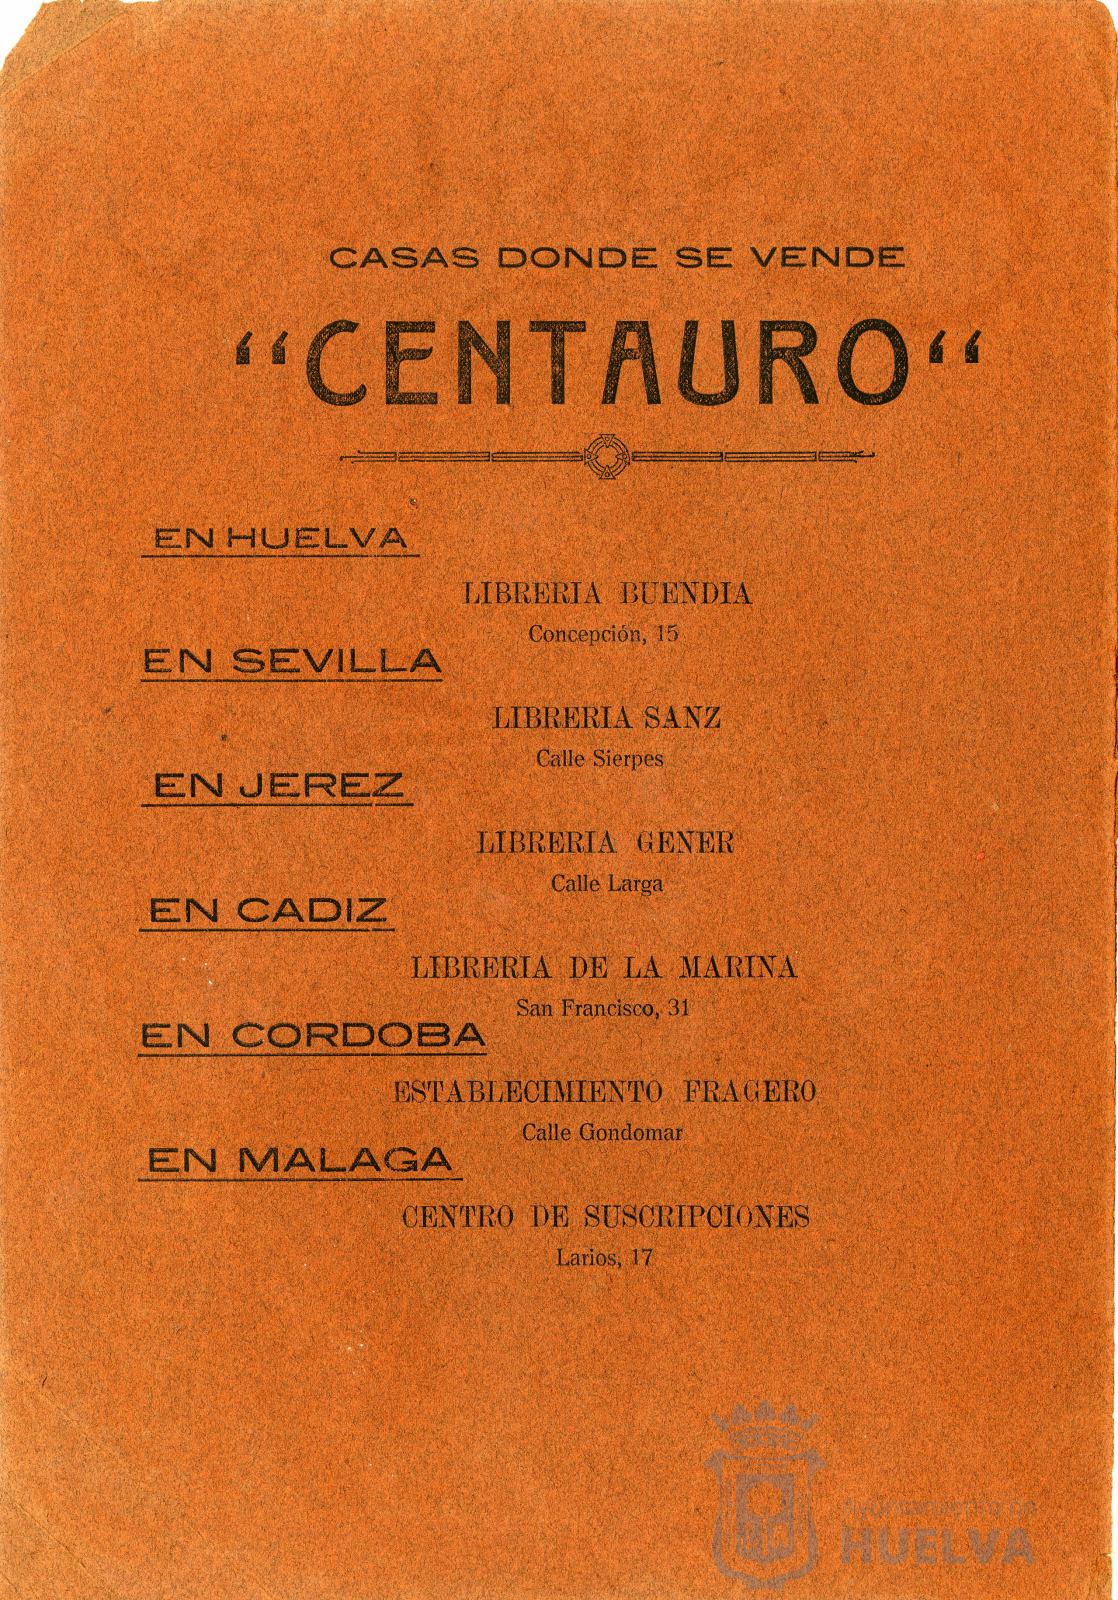 CASAS DONDE SE VENDE
“CENTAURO“
EN HUELVA
LIBRERIA BUENDIA
Concepción, 15
EN SEVILLA
LIBRERIA SANZ
Calle Sierpes
EN JEREZ
LIBRERIA GENER
Calle Larga
EN CADIZ
LIBRERIA DE LA MARINA
San Francisco, 31
EN CORDOBA
ESTABLECIMIENTO FRAGERO
Calle Gondomar
EN MALAGA
CENTRO DE SUSCRIPCIONES
Larios, 17
Ayuntamiento de
HUELVA